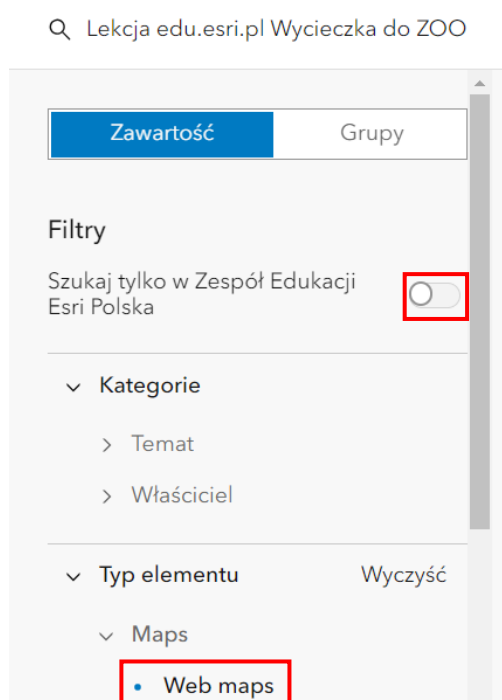 Lekcja edu.esri.pl Wycieczka do ZOO
Zawartość Grupy
Filtry
Szukaj tylko w Zespół Edukacji
Esri Polska
Kategorie
Temat
Właściciel
Typ elementu Wyczyść
Maps
Web maps